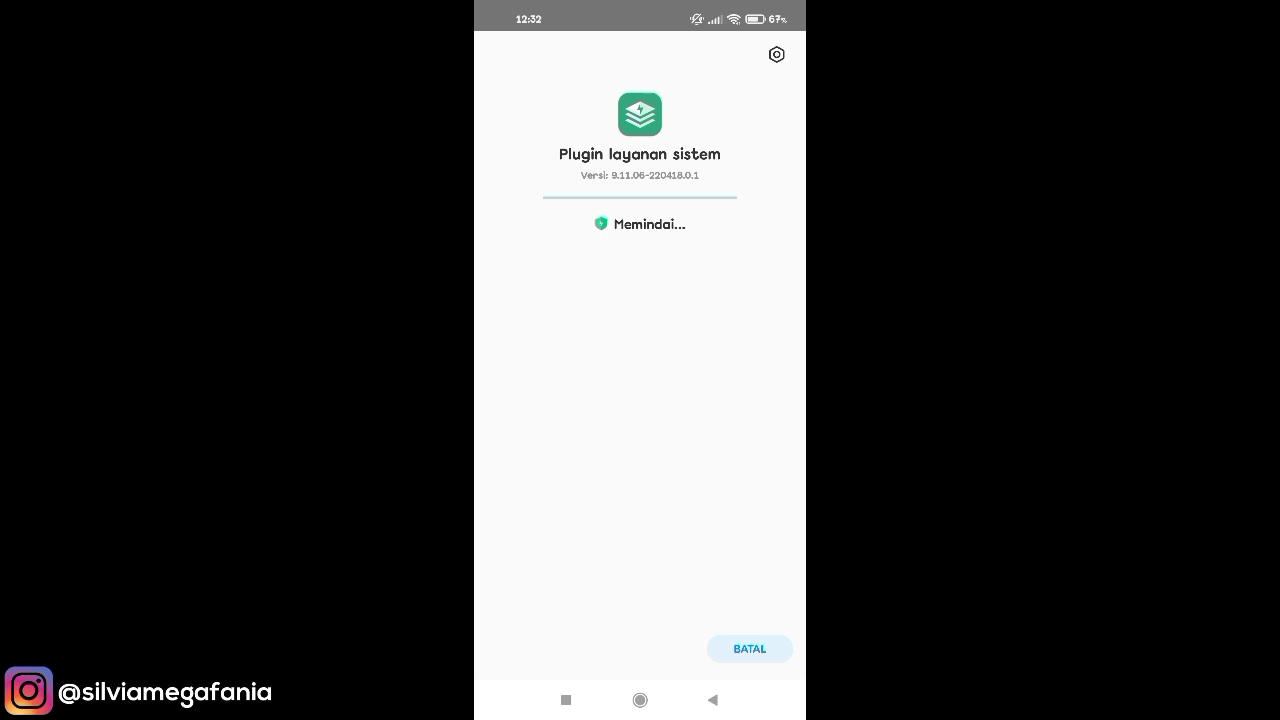 12:32
67%
Plugin layanan sistem
Versi: 9.11.06-220418.0.1
Memindai...
BATAL
@silviamegafania